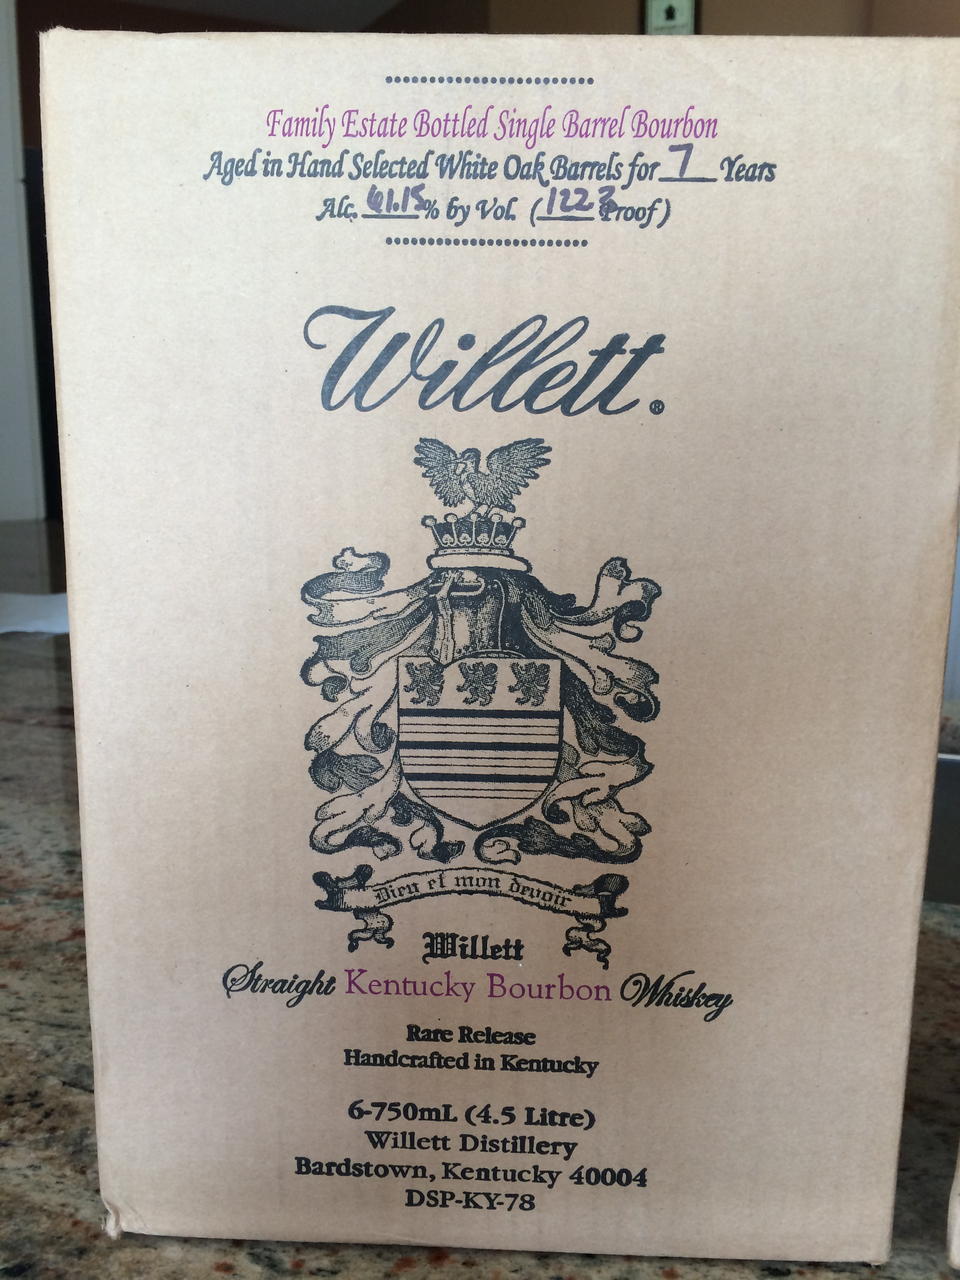 Family Estate Bottled Single Barrel Bourbon
Aged in Hand Selected White Oak Barrels for 7 Years
Alc. 61.15% by Vol. (122.3 Proof)
Willett®
Dieu et mon devoir
Willett
Straight Kentucky Bourbon Whiskey
Rare Release
Handcrafted in Kentucky
6-750mL (4.5 Litre)
Willett Distillery
Bardstown, Kentucky 40004
DSP-KY-78